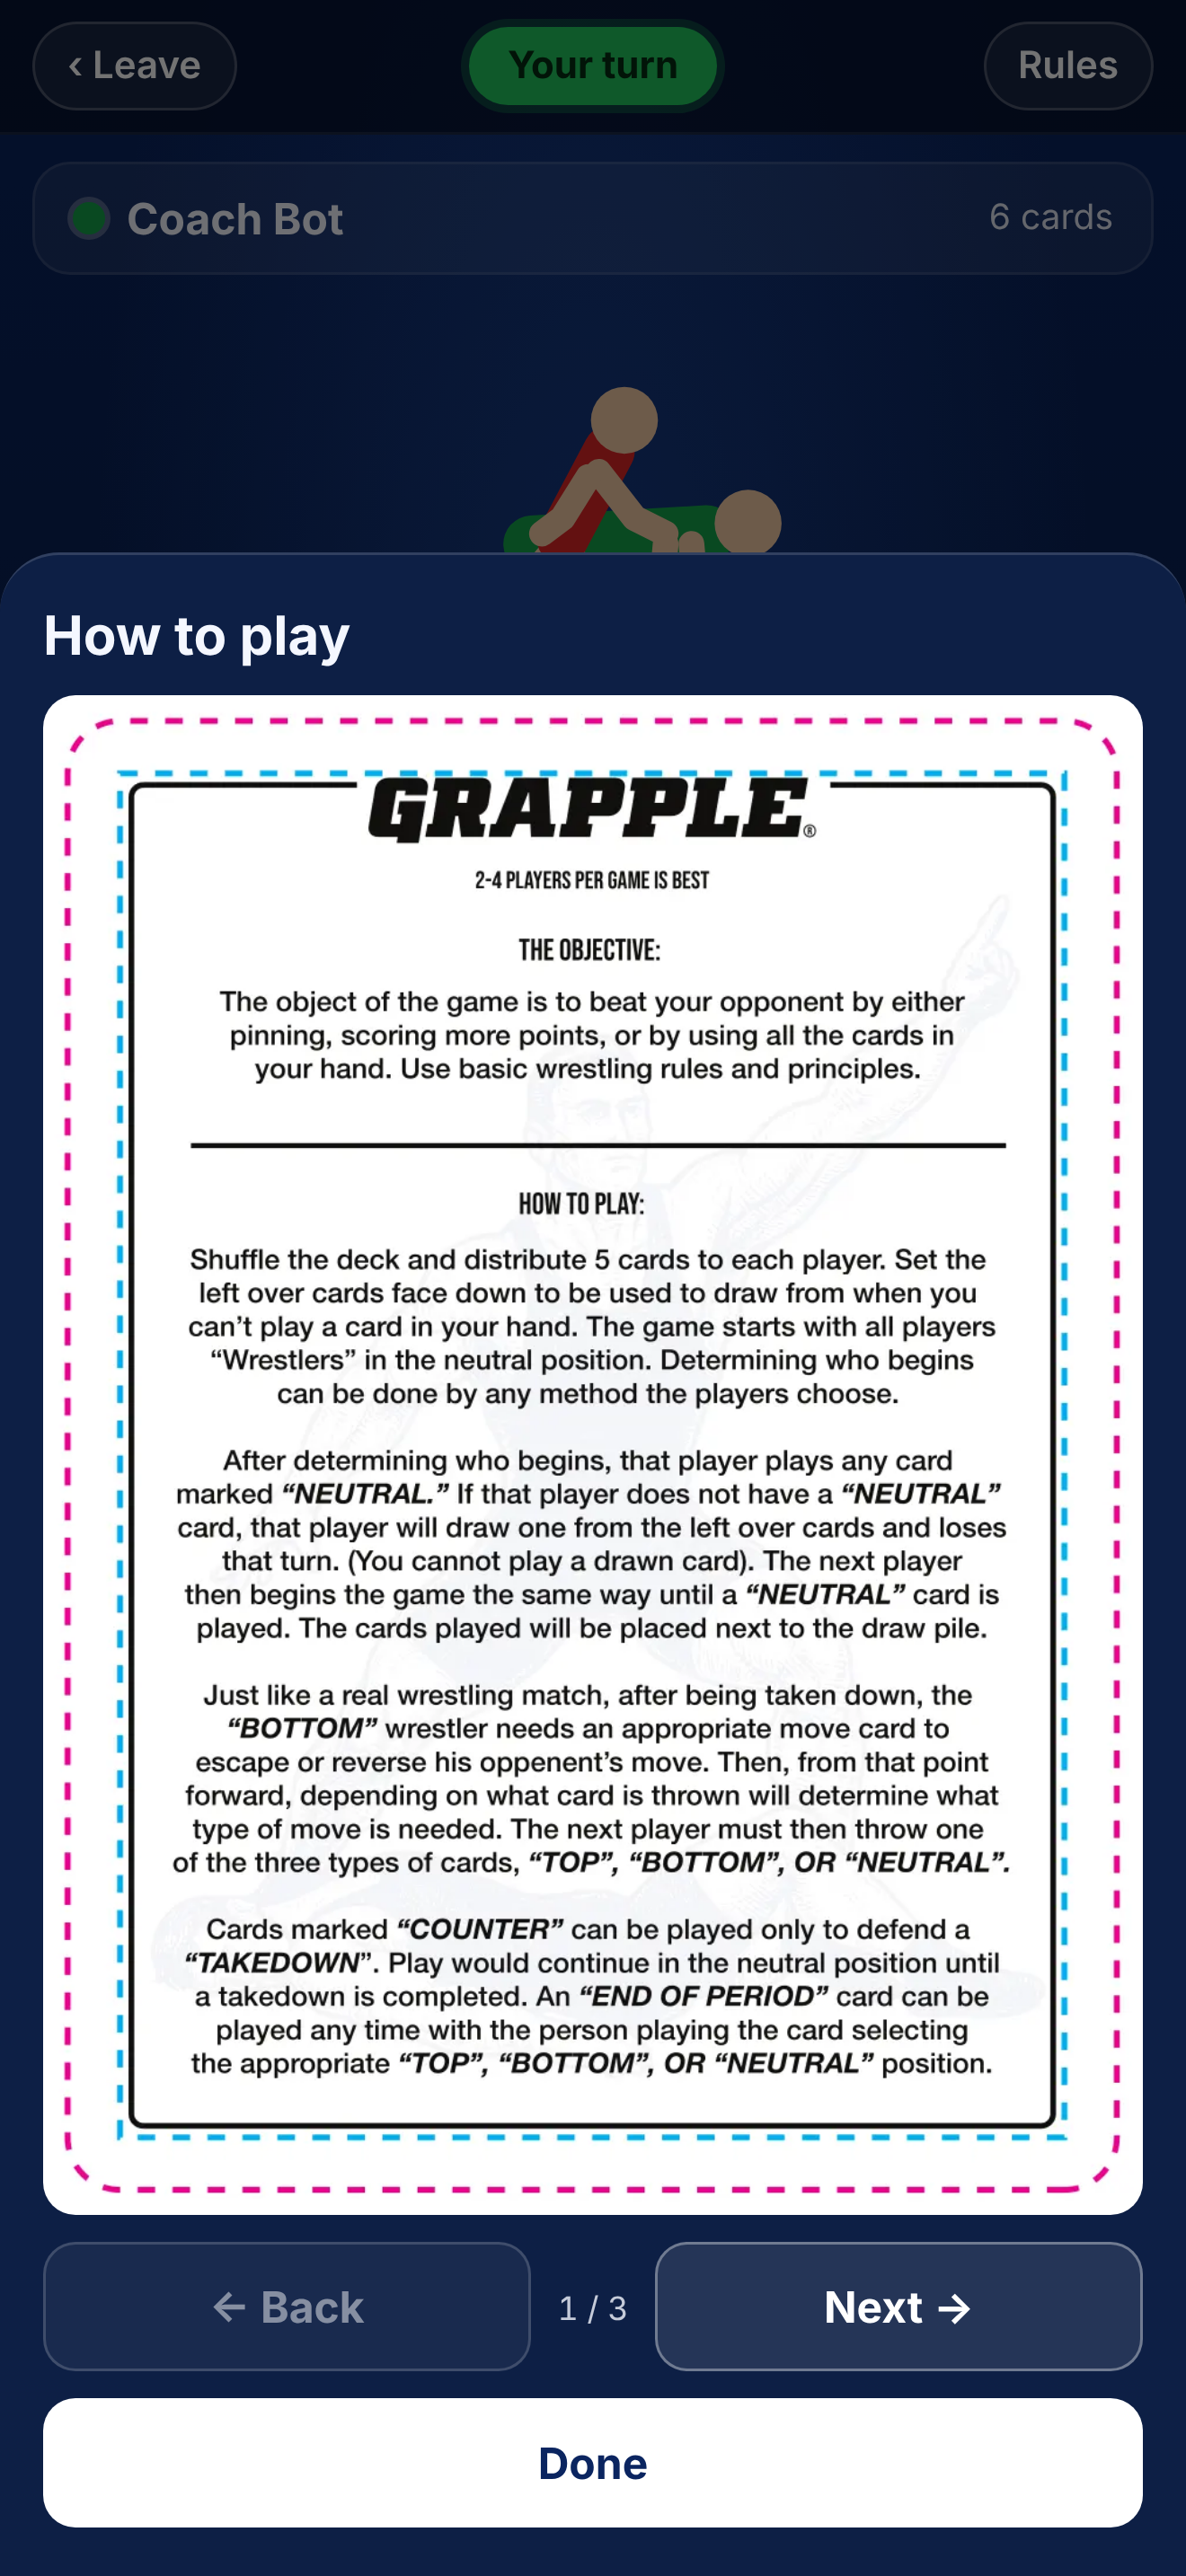 ‹ Leave
Your turn
Rules
Coach Bot
6 cards
How to play
GRAPPLE®
2-4 PLAYERS PER GAME IS BEST
THE OBJECTIVE:
The object of the game is to beat your opponent by either
pinning, scoring more points, or by using all the cards in
your hand. Use basic wrestling rules and principles.
HOW TO PLAY:
Shuffle the deck and distribute 5 cards to each player. Set the
left over cards face down to be used to draw from when you
can’t play a card in your hand. The game starts with all players
“Wrestlers” in the neutral position. Determining who begins
can be done by any method the players choose.
After determining who begins, that player plays any card
marked “NEUTRAL.” If that player does not have a “NEUTRAL”
card, that player will draw one from the left over cards and loses
that turn. (You cannot play a drawn card). The next player
then begins the game the same way until a “NEUTRAL” card is
played. The cards played will be placed next to the draw pile.
Just like a real wrestling match, after being taken down, the
“BOTTOM” wrestler needs an appropriate move card to
escape or reverse his oppenent’s move. Then, from that point
forward, depending on what card is thrown will determine what
type of move is needed. The next player must then throw one
of the three types of cards, “TOP”, “BOTTOM”, OR “NEUTRAL”.
Cards marked “COUNTER” can be played only to defend a
“TAKEDOWN”. Play would continue in the neutral position until
a takedown is completed. An “END OF PERIOD” card can be
played any time with the person playing the card selecting
the appropriate “TOP”, “BOTTOM”, OR “NEUTRAL” position.
← Back
1 / 3
Next →
Done